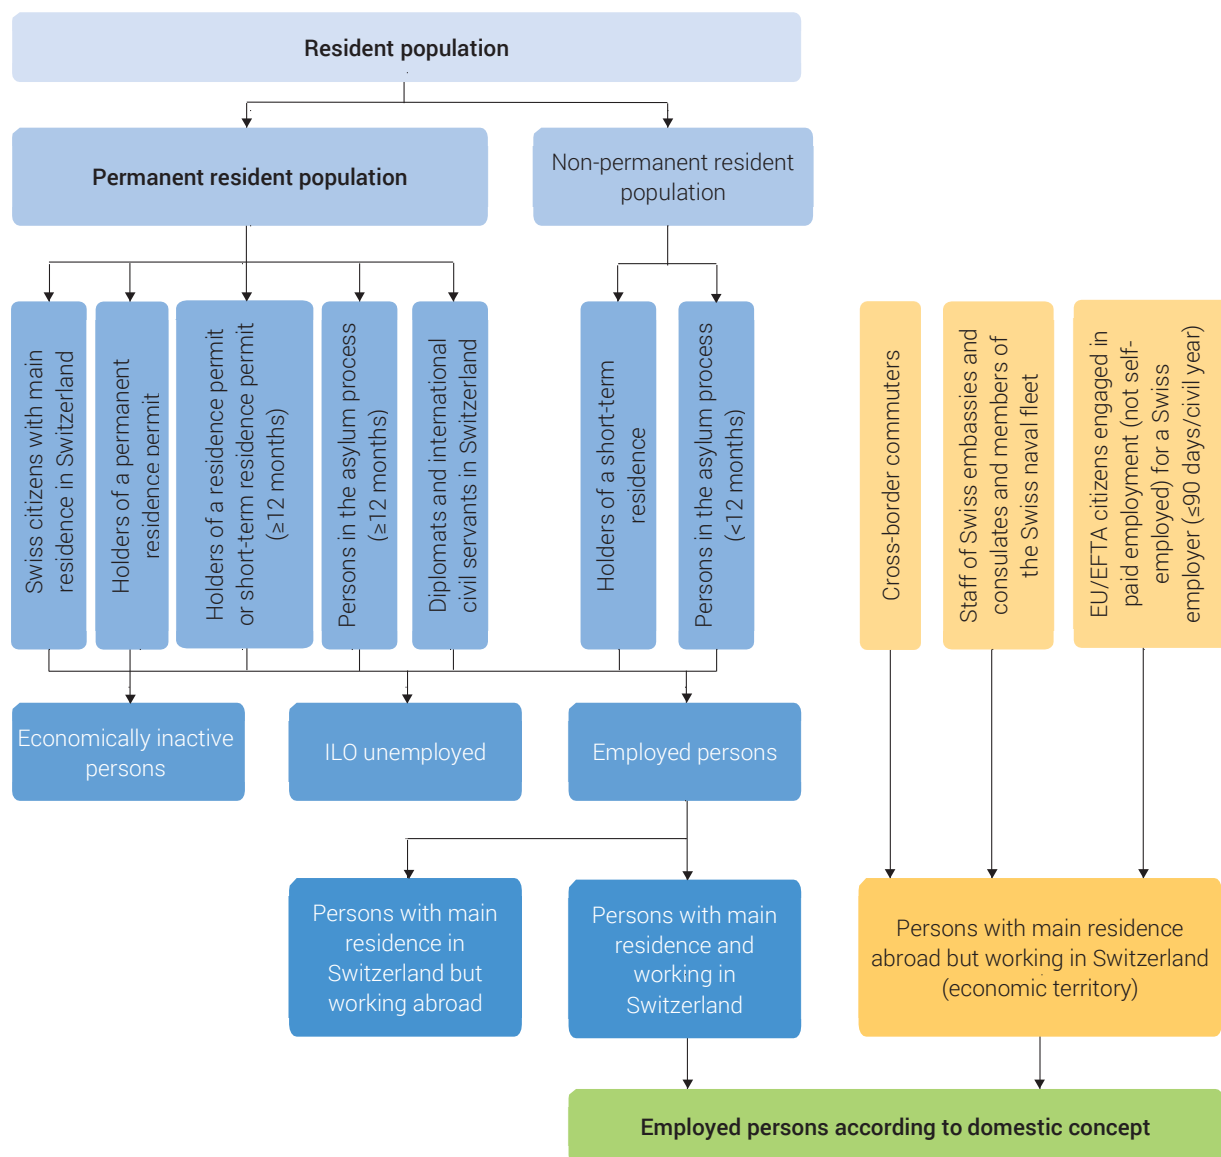 Resident population
Permanent resident population
Non-permanent resident
population
Swiss citizens with main
residence in Switzerland
Holders of a permanent
residence permit
Holders of a residence permit
or short-term residence permit
(≥12 months)
Persons in the asylum process
(≥12 months)
Diplomats and international
civil servants in Switzerland
Holders of a short-term
residence
Persons in the asylum process
(<12 months)
Cross-border commuters
Staff of Swiss embassies and
consulates and members of
the Swiss naval fleet
EU/EFTA citizens engaged in
paid employment (not self-
employed) for a Swiss
employer (≤90 days/civil year)
Economically inactive
persons
ILO unemployed
Employed persons
Persons with main
residence in
Switzerland but
working abroad
Persons with main
residence and
working in
Switzerland
Persons with main residence
abroad but working in Switzerland
(economic territory)
Employed persons according to domestic concept